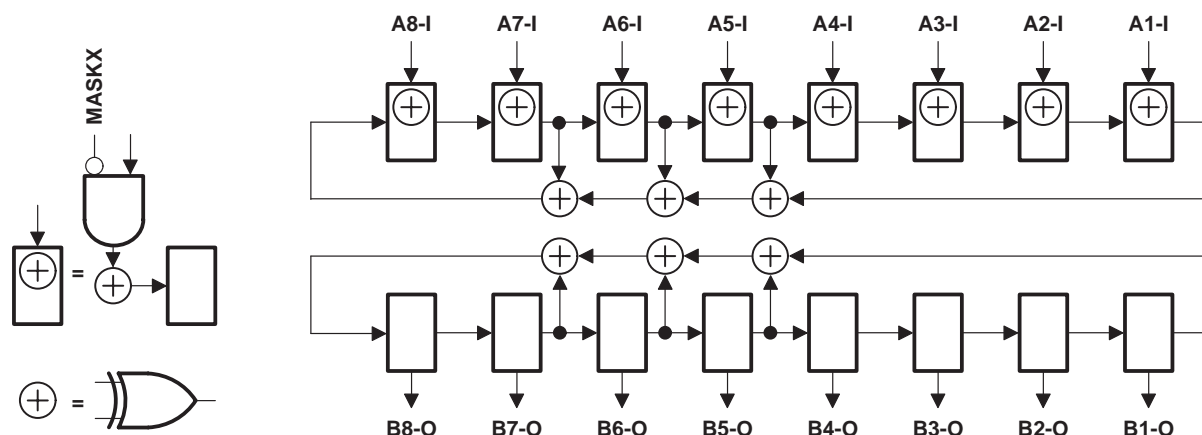 A8-I A7-I A6-I A5-I A4-I A3-I A2-I A1-I
MASKX
=
=
B8-O B7-O B6-O B5-O B4-O B3-O B2-O B1-O